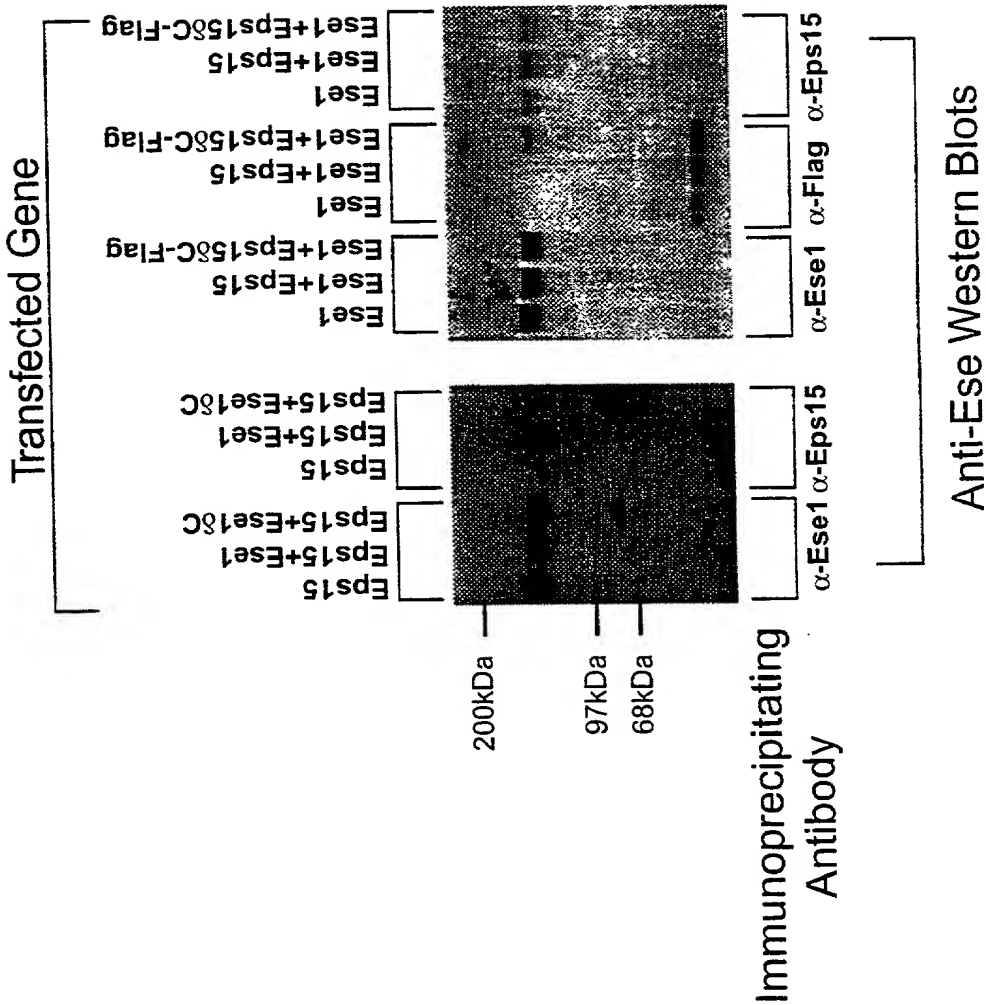 Transfected Gene
Eps15
Eps15+Ese1
Eps15+Ese1δC
Eps15
Eps15+Ese1
Eps15+Ese1δC
Ese1
Ese1+Eps15
Ese1+Eps15δC-Flag
Ese1
Ese1+Eps15
Ese1+Eps15δC-Flag
Ese1
Ese1+Eps15
Ese1+Eps15δC-Flag
200kDa
97kDa
68kDa
Immunoprecipitating
Antibody
α-Ese1
α-Eps15
α-Ese1
α-Flag
α-Eps15
Anti-Ese Western Blots